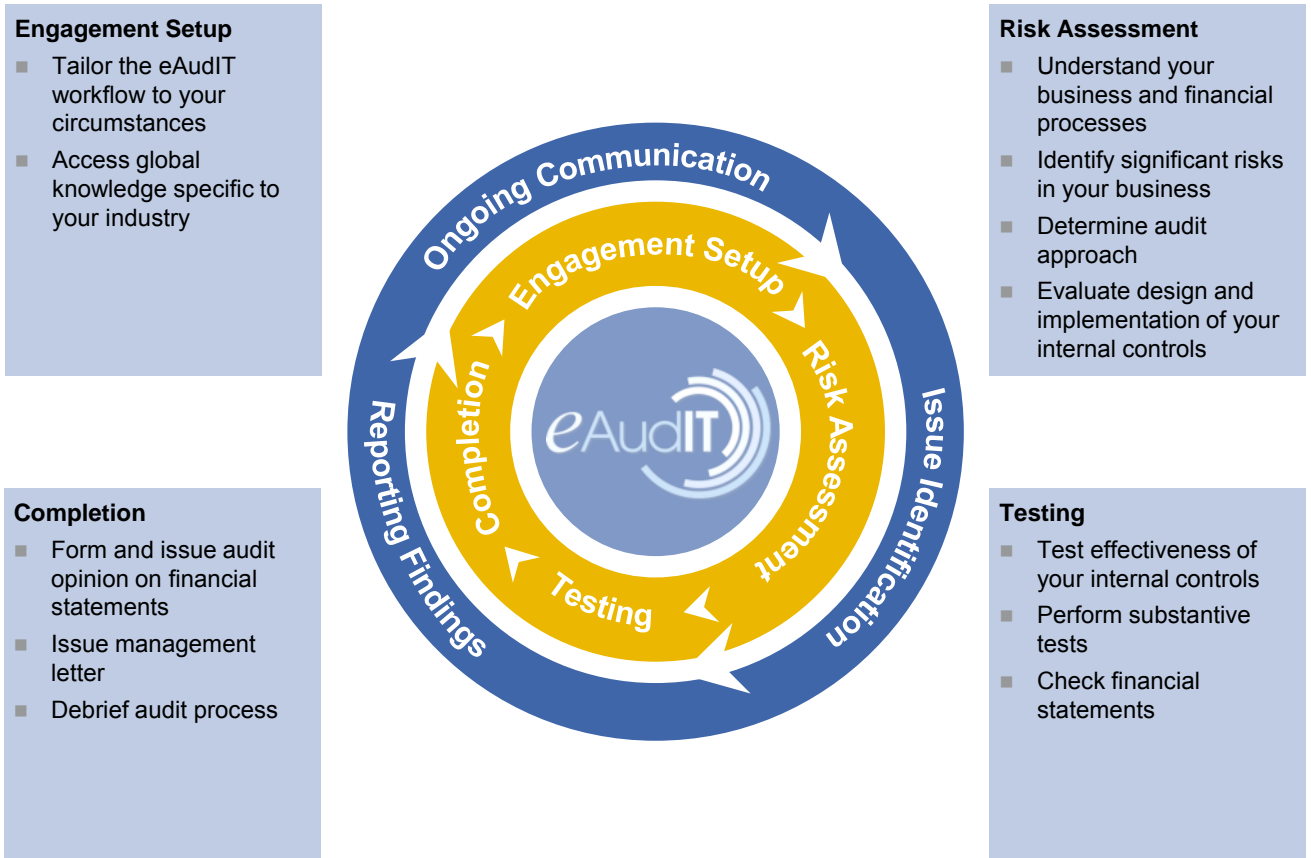 Engagement Setup
■ Tailor the eAudIT
workflow to your
circumstances
■ Access global
knowledge specific to
your industry
Risk Assessment
■ Understand your
business and financial
processes
■ Identify significant risks
in your business
■ Determine audit
approach
■ Evaluate design and
implementation of your
internal controls
Ongoing Communication
Issue Identification
Reporting Findings
Engagement Setup
Risk Assessment
Testing
Completion
eAudIT
Completion
■ Form and issue audit
opinion on financial
statements
■ Issue management
letter
■ Debrief audit process
Testing
■ Test effectiveness of
your internal controls
■ Perform substantive
tests
■ Check financial
statements